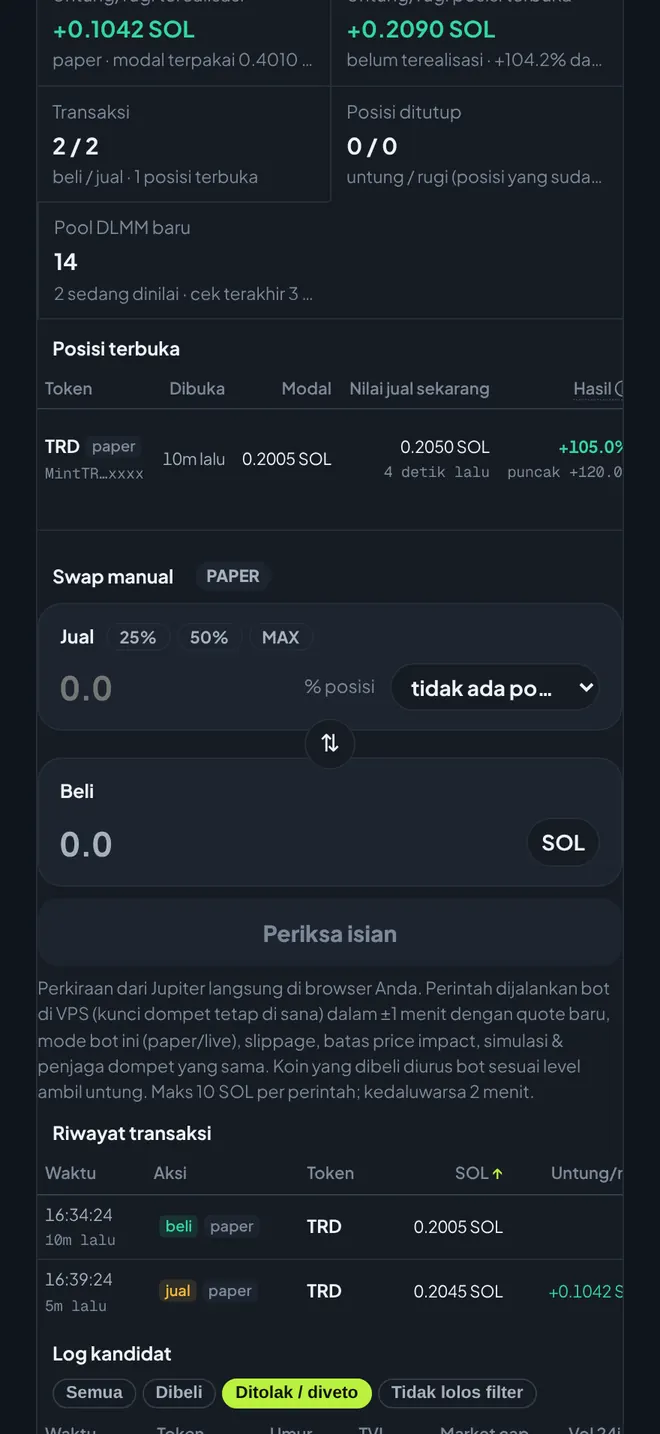 +0.1042 SOL
+0.2090 SOL
paper · modal terpakai 0.4010 ...
belum terealisasi · +104.2% da...
Transaksi
Posisi ditutup
2 / 2
0 / 0
beli / jual · 1 posisi terbuka
untung / rugi (posisi yang suda...
Pool DLMM baru
14
2 sedang dinilai · cek terakhir 3 ...
Posisi terbuka
Token Dibuka Modal Nilai jual sekarang Hasil
TRD paper 10m lalu 0.2005 SOL 0.2050 SOL +105.0%
MintTR…xxxx 4 detik lalu puncak +120.0
Swap manual PAPER
Jual 25% 50% MAX
0.0 % posisi tidak ada po...
⇅
Beli
0.0 SOL
Periksa isian
Perkiraan dari Jupiter langsung di browser Anda. Perintah dijalankan bot
di VPS (kunci dompet tetap di sana) dalam ±1 menit dengan quote baru,
mode bot ini (paper/live), slippage, batas price impact, simulasi &
penjaga dompet yang sama. Koin yang dibeli diurus bot sesuai level
ambil untung. Maks 10 SOL per perintah; kedaluwarsa 2 menit.
Riwayat transaksi
Waktu Aksi Token SOL ↑ Untung/r
16:34:24 beli paper TRD 0.2005 SOL
10m lalu
16:39:24 jual paper TRD 0.2045 SOL +0.1042 S
5m lalu
Log kandidat
Semua Dibeli Ditolak / diveto Tidak lolos filter
Waktu Token Umur TVL Market cap